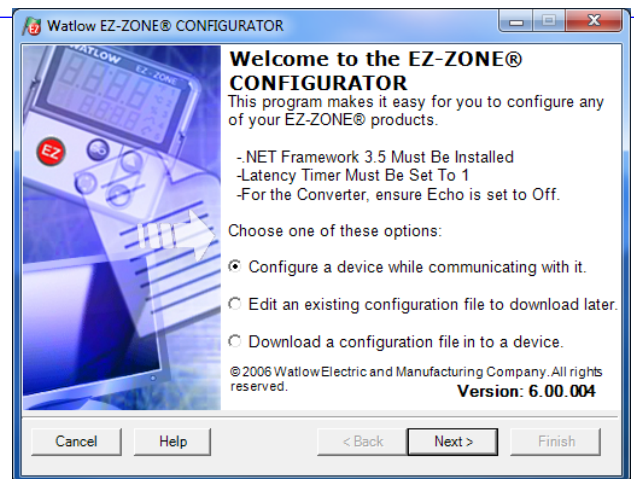 Watlow EZ-ZONE® CONFIGURATOR
WATLOW EZ-ZONE
EZ
Welcome to the EZ-ZONE®
CONFIGURATOR
This program makes it easy for you to configure any
of your EZ-ZONE® products.
-.NET Framework 3.5 Must Be Installed
-Latency Timer Must Be Set To 1
-For the Converter, ensure Echo is set to Off.
Choose one of these options:
Configure a device while communicating with it.
Edit an existing configuration file to download later.
Download a configuration file in to a device.
©2006 Watlow Electric and Manufacturing Company. All rights
reserved.
Version: 6.00.004
Cancel Help < Back Next > Finish